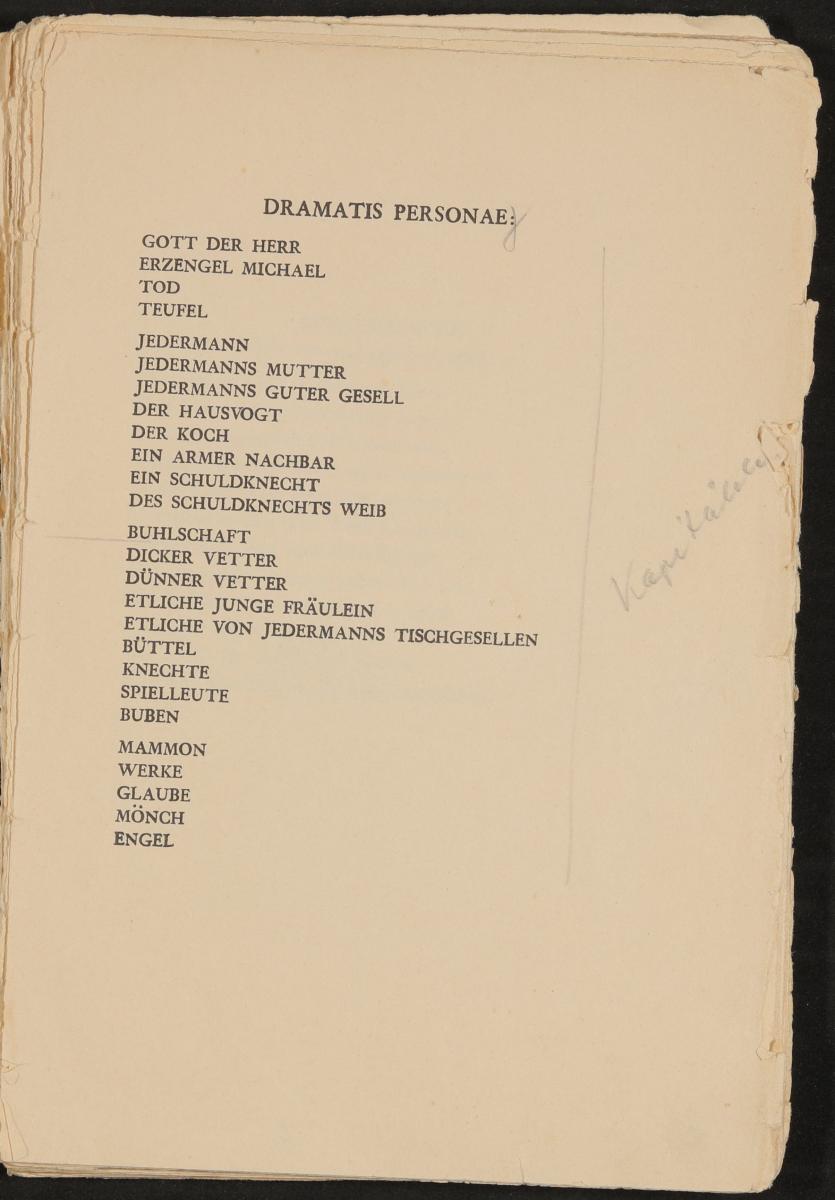 DRAMATIS PERSONAE:
GOTT DER HERR
ERZENGEL MICHAEL
TOD
TEUFEL
JEDERMANN
JEDERMANNS MUTTER
JEDERMANNS GUTER GESELL
DER HAUSVOGT
DER KOCH
EIN ARMER NACHBAR
EIN SCHULDKNECHT
DES SCHULDKNECHTS WEIB
BUHLSCHAFT
DICKER VETTER
DÜNNER VETTER
ETLICHE JUNGE FRÄULEIN
ETLICHE VON JEDERMANNS TISCHGESELLEN
BÜTTEL
KNECHTE
SPIELLEUTE
BUBEN
MAMMON
WERKE
GLAUBE
MÖNCH
ENGEL